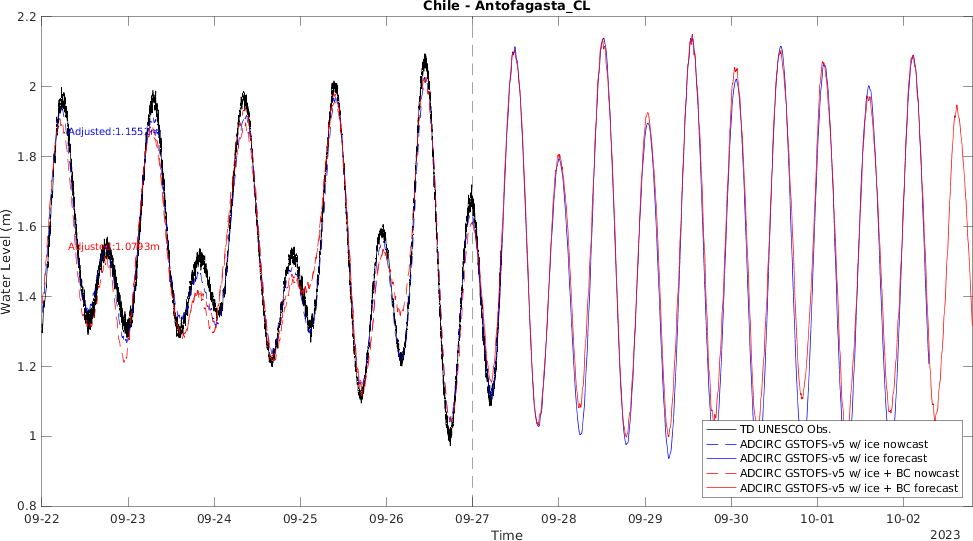 Chile - Antofagasta_CL
2.2
2
1.8
1.6
1.4
1.2
1
0.8
Water Level (m)
Adjusted:1.1552m
Adjusted:1.0793m
TD UNESCO Obs.
ADCIRC GSTOFS-v5 w/ ice nowcast
ADCIRC GSTOFS-v5 w/ ice forecast
ADCIRC GSTOFS-v5 w/ ice + BC nowcast
ADCIRC GSTOFS-v5 w/ ice + BC forecast
09-22 09-23 09-24 09-25 09-26 09-27 09-28 09-29 09-30 10-01 10-02
Time
2023